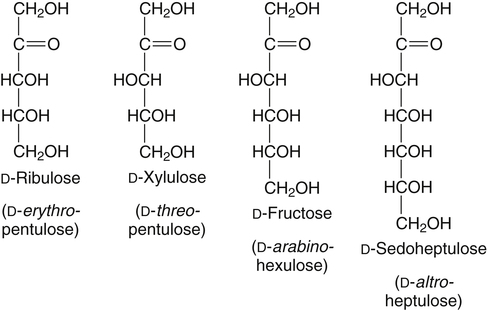 CH₂OH
C=O
HCOH
HCOH
CH₂OH
D-Ribulose
(D-erythro-
pentulose)
CH₂OH
C=O
HOCH
HCOH
CH₂OH
D-Xylulose
(D-threo-
pentulose)
CH₂OH
C=O
HOCH
HCOH
HCOH
CH₂OH
D-Fructose
(D-arabino-
hexulose)
CH₂OH
C=O
HOCH
HCOH
HCOH
HCOH
CH₂OH
D-Sedoheptulose
(D-altro-
heptulose)